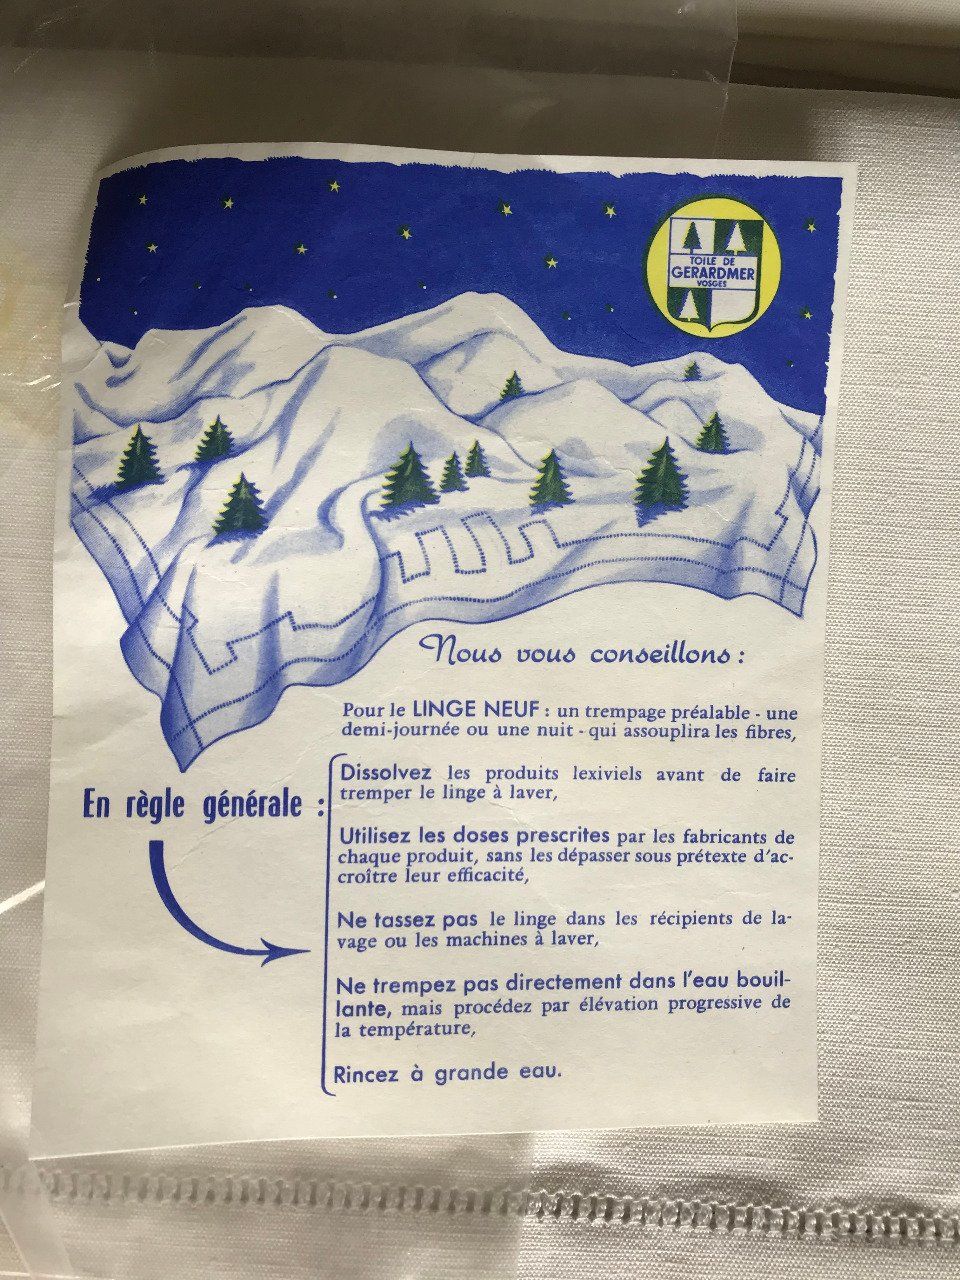 TOILE DE
GERARDMER
VOSGES
Nous vous conseillons :
Pour le LINGE NEUF : un trempage préalable - une
demi-journée ou une nuit - qui assouplira les fibres,
En règle générale :
Dissolvez les produits lexiviels avant de faire
tremper le linge à laver,
Utilisez les doses prescrites par les fabricants de
chaque produit, sans les dépasser sous prétexte d'ac-
croître leur efficacité,
Ne tassez pas le linge dans les récipients de la-
vage ou les machines à laver,
Ne trempez pas directement dans l'eau bouil-
lante, mais procédez par élévation progressive de
la température,
Rincez à grande eau.